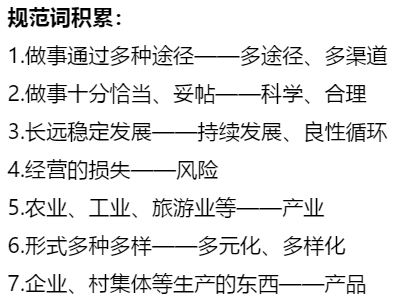 规范词积累：
1.做事通过多种途径——多途径、多渠道
2.做事十分恰当、妥帖——科学、合理
3.长远稳定发展——持续发展、良性循环
4.经营的损失——风险
5.农业、工业、旅游业等——产业
6.形式多种多样——多元化、多样化
7.企业、村集体等生产的东西——产品